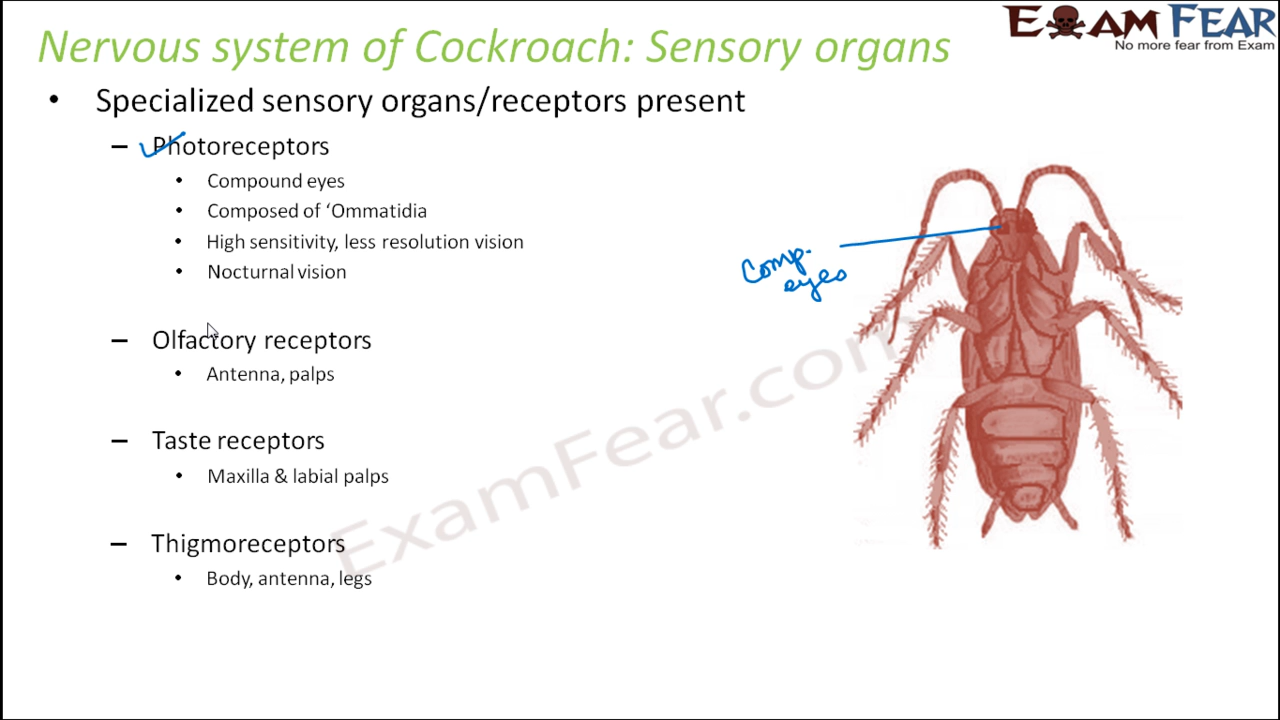 Nervous system of Cockroach: Sensory organs
EXAM FEAR
No more fear from Exam
• Specialized sensory organs/receptors present
– Photoreceptors
• Compound eyes
• Composed of ‘Ommatidia
• High sensitivity, less resolution vision
• Nocturnal vision
Comp.
eyes
– Olfactory receptors
• Antenna, palps
– Taste receptors
• Maxilla & labial palps
– Thigmoreceptors
• Body, antenna, legs
ExamFear.com